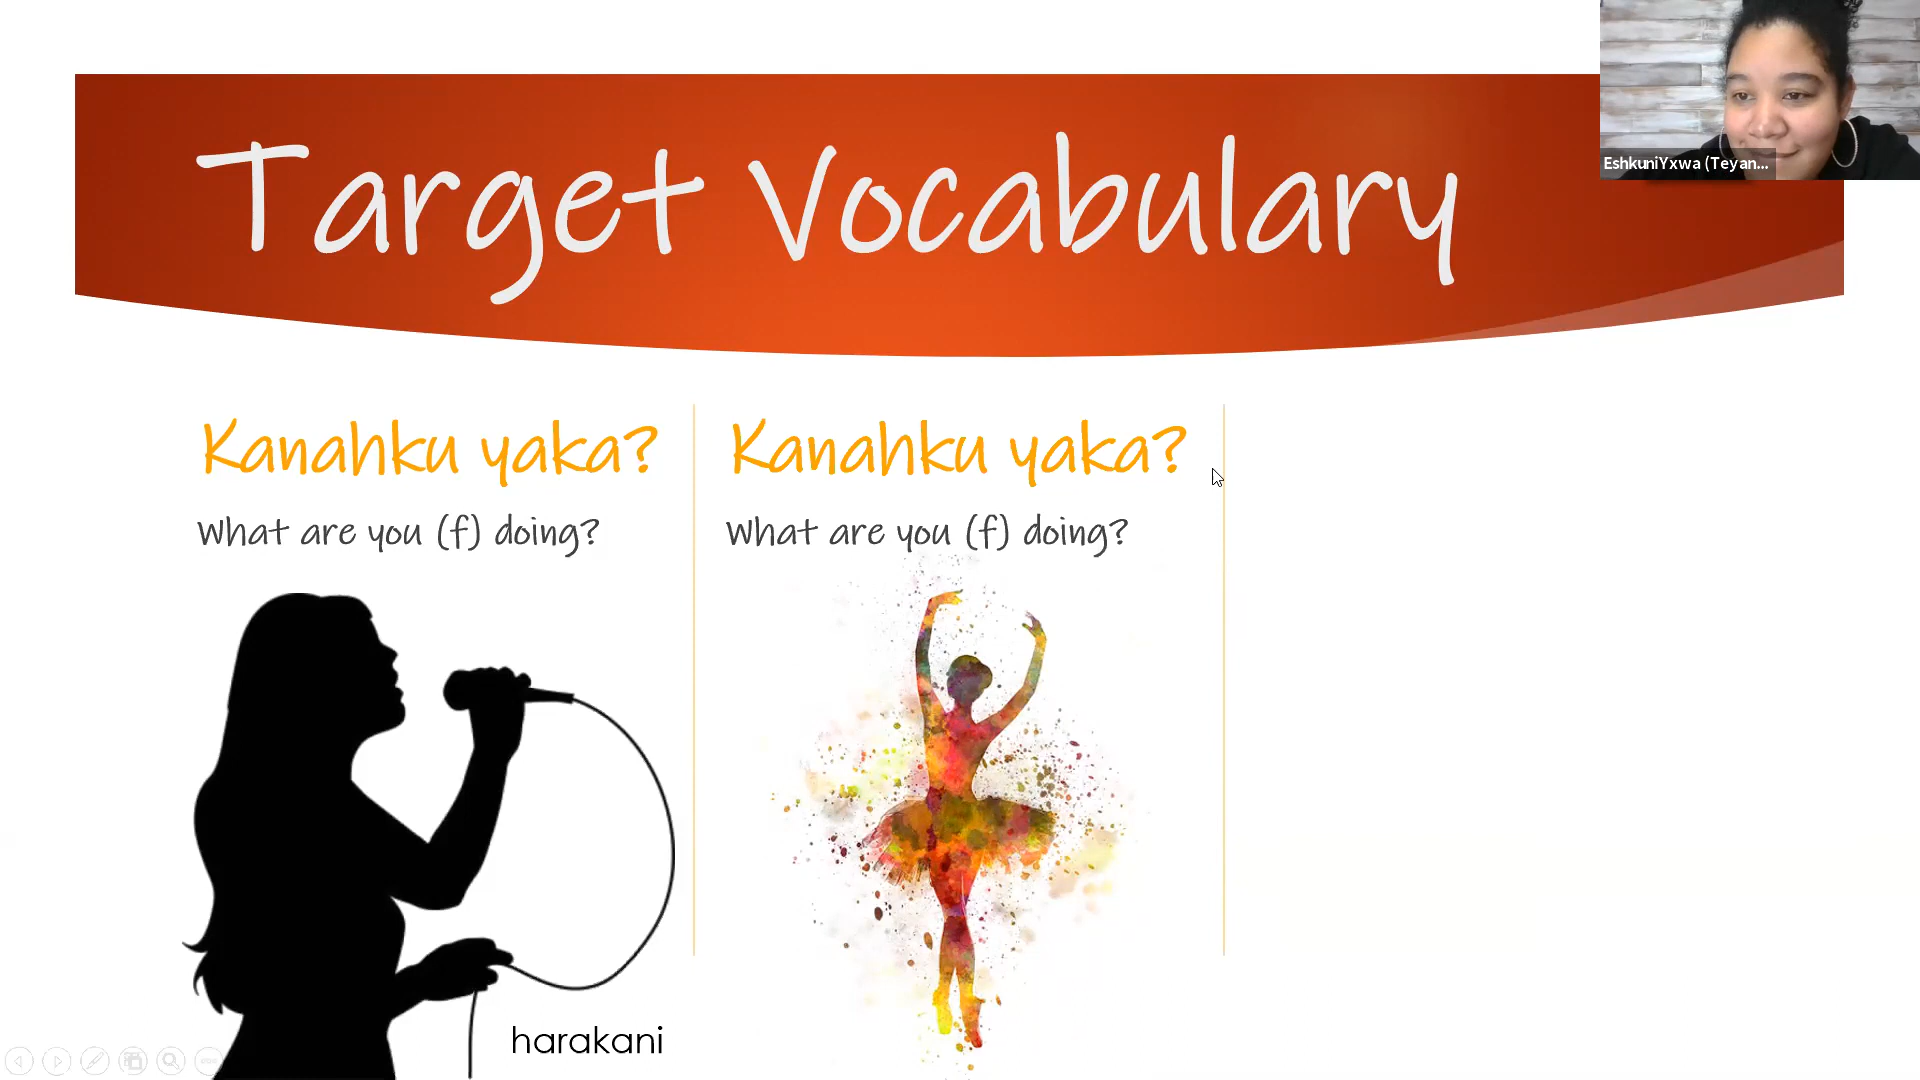 EshkuniYxwa (Teyan...
Target Vocabulary
Kanahku yaka?
What are you (f) doing?
harakani
Kanahku yaka?
What are you (f) doing?